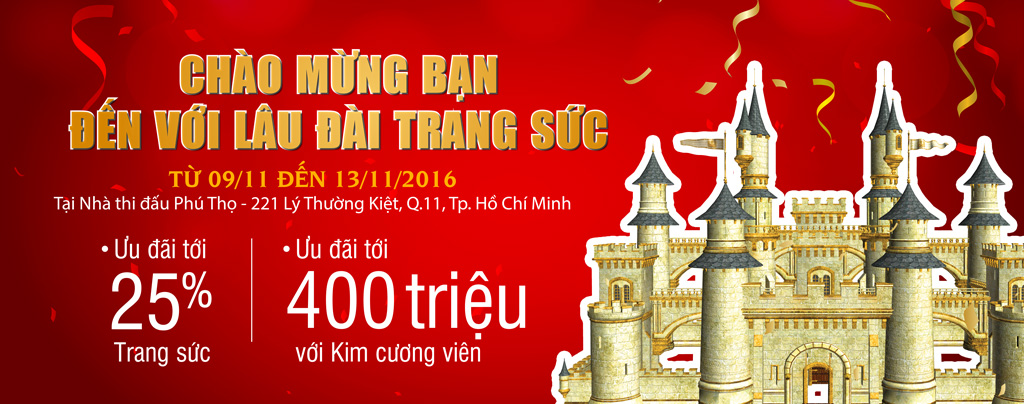 CHÀO MỪNG BẠN
ĐẾN VỚI LÂU ĐÀI TRANG SỨC
TỪ 09/11 ĐẾN 13/11/2016
Tại Nhà thi đấu Phú Thọ - 221 Lý Thường Kiệt, Q.11, Tp. Hồ Chí Minh
• Ưu đãi tới
25%
Trang sức
• Ưu đãi tới
400 triệu
với Kim cương viên